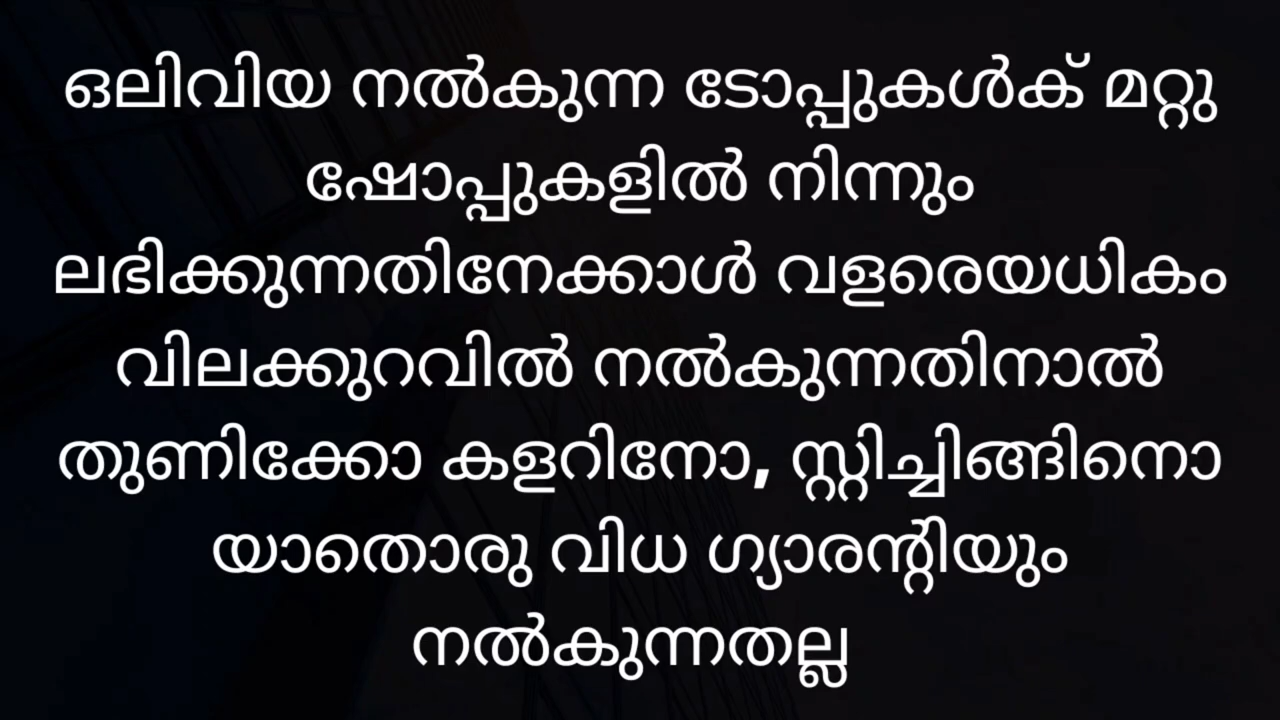 ഒലിവിയ നൽകുന്ന ടോപ്പുകൾക് മറ്റു
ഷോപ്പുകളിൽ നിന്നും
ലഭിക്കുന്നതിനേക്കാൾ വളരെയധികം
വിലക്കുറവിൽ നൽകുന്നതിനാൽ
തുണിക്കോ കളറിനോ, സ്റ്റിച്ചിങ്ങിനൊ
യാതൊരു വിധ ഗ്യാരന്റിയും
നൽകുന്നതല്ല